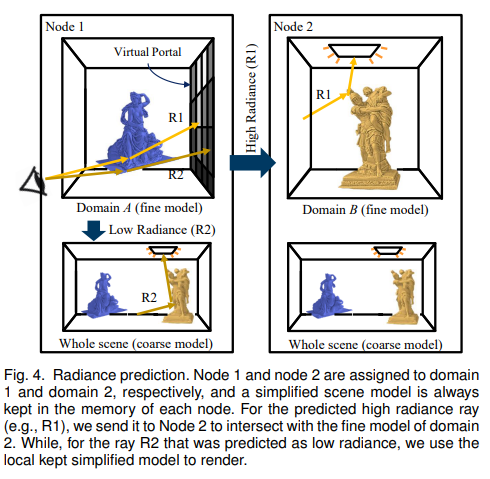 Node 1
Node 2
Virtual Portal
R1
R2
High Radiance (R1)
R1
Domain A (fine model)
Domain B (fine model)
Low Radiance (R2)
R2
Whole scene (coarse model)
Whole scene (coarse model)
Fig. 4. Radiance prediction. Node 1 and node 2 are assigned to domain
1 and domain 2, respectively, and a simplified scene model is always
kept in the memory of each node. For the predicted high radiance ray
(e.g., R1), we send it to Node 2 to intersect with the fine model of domain
2. While, for the ray R2 that was predicted as low radiance, we use the
local kept simplified model to render.